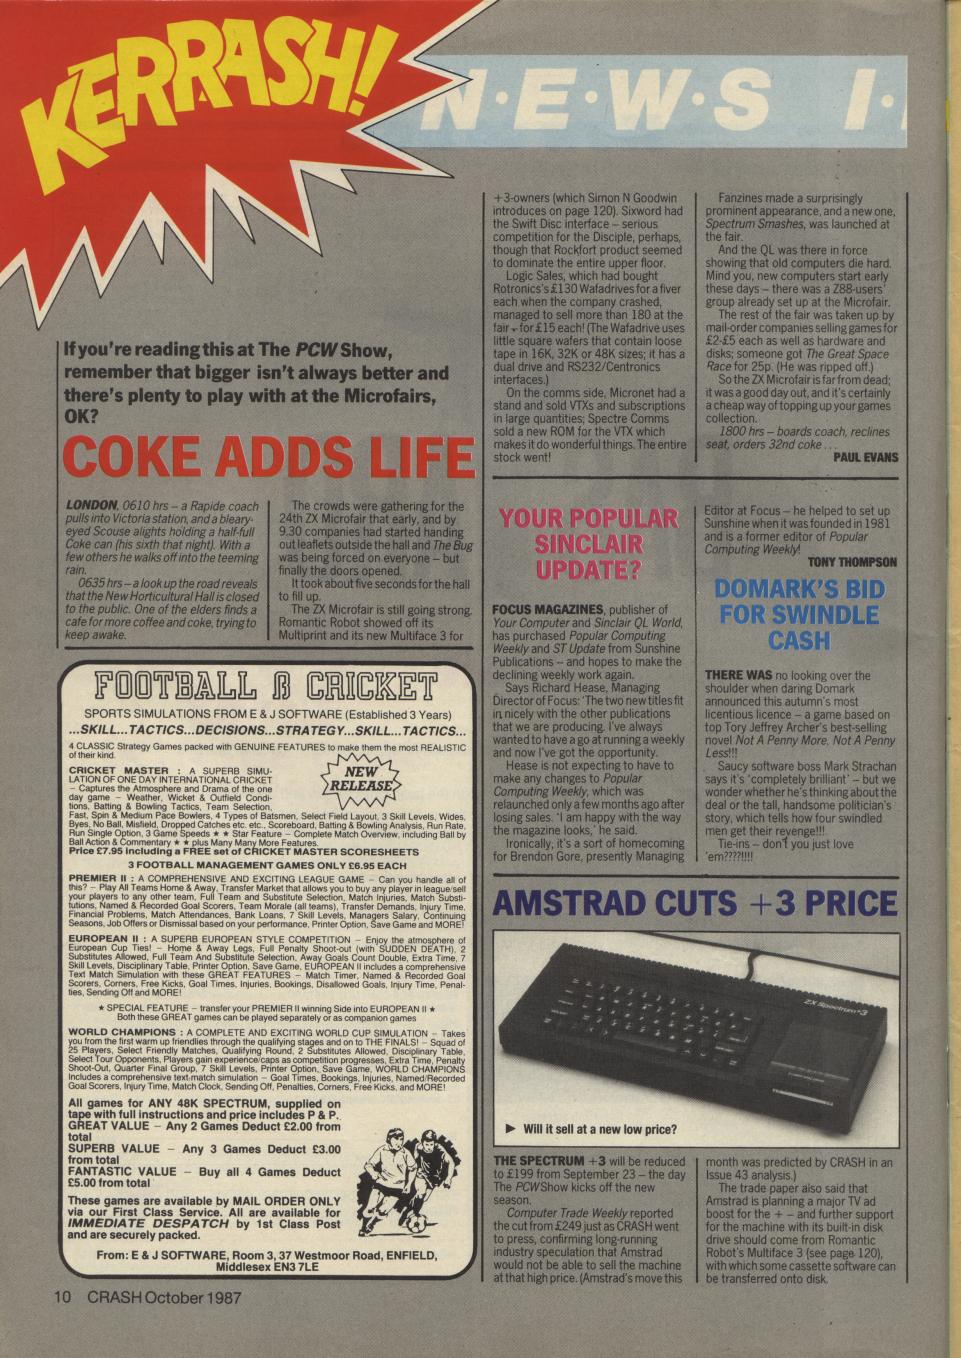 KERRASH!
N·E·W·S I·
If you're reading this at The PCW Show,
remember that bigger isn't always better and
there's plenty to play with at the Microfairs,
OK?
COKE ADDS LIFE
LONDON, 0610 hrs – a Rapide coach
pulls into Victoria station, and a bleary-
eyed Scouse alights holding a half-full
Coke can (his sixth that night). With a
few others he walks off into the teeming
rain.
0635 hrs – a look up the road reveals
that the New Horticultural Hall is closed
to the public. One of the elders finds a
cafe for more coffee and coke, trying to
keep awake.
The crowds were gathering for the
24th ZX Microfair that early, and by
9.30 companies had started handing
out leaflets outside the hall and The Bug
was being forced on everyone – but
finally the doors opened.
It took about five seconds for the hall
to fill up.
The ZX Microfair is still going strong.
Romantic Robot showed off its
Multiprint and its new Multiface 3 for
+3-owners (which Simon N Goodwin
introduces on page 120). Sixword had
the Swift Disc interface – serious
competition for the Disciple, perhaps,
though that Rockfort product seemed
to dominate the entire upper floor.
Logic Sales, which had bought
Rotronics's £130 Wafadrives for a fiver
each when the company crashed,
managed to sell more than 180 at the
fair – for £15 each! (The Wafadrive uses
little square wafers that contain loose
tape in 16K, 32K or 48K sizes; it has a
dual drive and RS232/Centronics
interfaces.)
On the comms side, Micronet had a
stand and sold VTXs and subscriptions
in large quantities; Spectre Comms
sold a new ROM for the VTX which
makes it do wonderful things. The entire
stock went!
Fanzines made a surprisingly
prominent appearance, and a new one,
Spectrum Smashes, was launched at
the fair.
And the QL was there in force
showing that old computers die hard.
Mind you, new computers start early
these days – there was a Z88-users'
group already set up at the Microfair.
The rest of the fair was taken up by
mail-order companies selling games for
£2-£5 each as well as hardware and
disks; someone got The Great Space
Race for 25p. (He was ripped off.)
So the ZX Microfair is far from dead;
it was a good day out, and it's certainly
a cheap way of topping up your games
collection.
1800 hrs – boards coach, reclines
seat, orders 32nd coke ...
PAUL EVANS
YOUR POPULAR
SINCLAIR
UPDATE?
FOCUS MAGAZINES, publisher of
Your Computer and Sinclair QL World,
has purchased Popular Computing
Weekly and ST Update from Sunshine
Publications – and hopes to make the
declining weekly work again.
Says Richard Hease, Managing
Director of Focus: 'The two new titles fit
in nicely with the other publications
that we are producing. I've always
wanted to have a go at running a weekly
and now I've got the opportunity.
Hease is not expecting to have to
make any changes to Popular
Computing Weekly, which was
relaunched only a few months ago after
losing sales. 'I am happy with the way
the magazine looks,' he said.
Ironically, it's a sort of homecoming
for Brendon Gore, presently Managing
Editor at Focus – he helped to set up
Sunshine when it was founded in 1981
and is a former editor of Popular
Computing Weekly!
TONY THOMPSON
DOMARK'S BID
FOR SWINDLE
CASH
THERE WAS no looking over the
shoulder when daring Domark
announced this autumn's most
licentious licence – a game based on
top Tory Jeffrey Archer's best-selling
novel Not A Penny More, Not A Penny
Less!!!
Saucy software boss Mark Strachan
says it's 'completely brilliant' – but we
wonder whether he's thinking about the
deal or the tall, handsome politician's
story, which tells how four swindled
men get their revenge!!!
Tie-ins – don't you just love
'em????!!!!
AMSTRAD CUTS +3 PRICE
ZX Spectrum +3
► Will it sell at a new low price?
THE SPECTRUM +3 will be reduced
to £199 from September 23 – the day
The PCW Show kicks off the new
season.
Computer Trade Weekly reported
the cut from £249 just as CRASH went
to press, confirming long-running
industry speculation that Amstrad
would not be able to sell the machine
at that high price. (Amstrad's move this
month was predicted by CRASH in an
Issue 43 analysis.)
The trade paper also said that
Amstrad is planning a major TV ad
boost for the + – and further support
for the machine with its built-in disk
drive should come from Romantic
Robot's Multiface 3 (see page 120),
with which some cassette software can
be transferred onto disk.
FOOTBALL & CRICKET
SPORTS SIMULATIONS FROM E & J SOFTWARE (Established 3 Years)
...SKILL...TACTICS...DECISIONS...STRATEGY...SKILL...TACTICS...
4 CLASSIC Strategy Games packed with GENUINE FEATURES to make them the most REALISTIC
of their kind.
NEW
RELEASE
CRICKET MASTER : A SUPERB SIMU-
LATION OF ONE DAY INTERNATIONAL CRICKET
– Captures the Atmosphere and Drama of the one
day game – Weather, Wicket & Outfield Condi-
tions, Batting & Bowling Tactics, Team Selection,
Fast, Spin & Medium Pace Bowlers, 4 Types of Batsmen, Select Field Layout, 3 Skill Levels, Wides,
Byes, No Ball, Misfield, Dropped Catches etc. etc., Scoreboard, Batting & Bowling Analysis, Run Rate,
Run Single Option, 3 Game Speeds ★ ★ Star Feature – Complete Match Overview, including Ball by
Ball Action & Commentary ★ ★ plus Many Many More Features.
Price £7.95 including a FREE set of CRICKET MASTER SCORESHEETS
3 FOOTBALL MANAGEMENT GAMES ONLY £6.95 EACH
PREMIER II : A COMPREHENSIVE AND EXCITING LEAGUE GAME – Can you handle all of
this? – Play All Teams Home & Away, Transfer Market that allows you to buy any player in league/sell
your players to any other team, Full Team and Substitute Selection, Match Injuries, Match Substi-
tutions, Named & Recorded Goal Scorers, Team Morale (all teams), Transfer Demands, Injury Time,
Financial Problems, Match Attendances, Bank Loans, 7 Skill Levels, Managers Salary, Continuing
Seasons, Job Offers or Dismissal based on your performance, Printer Option, Save Game and MORE!
EUROPEAN II : A SUPERB EUROPEAN STYLE COMPETITION – Enjoy the atmosphere of
European Cup Ties! – Home & Away Legs, Full Penalty Shoot-out (with SUDDEN DEATH), 2
Substitutes Allowed, Full Team And Substitute Selection, Away Goals Count Double, Extra Time, 7
Skill Levels, Disciplinary Table, Printer Option, Save Game, EUROPEAN II includes a comprehensive
Text Match Simulation with these GREAT FEATURES – Match Timer, Named & Recorded Goal
Scorers, Corners, Free Kicks, Goal Times, Injuries, Bookings, Disallowed Goals, Injury Time, Penal-
ties, Sending Off and MORE!
★ SPECIAL FEATURE – transfer your PREMIER II winning Side into EUROPEAN II ★
Both these GREAT games can be played separately or as companion games
WORLD CHAMPIONS : A COMPLETE AND EXCITING WORLD CUP SIMULATION – Takes
you from the first warm up friendlies through the qualifying stages and on to THE FINALS! – Squad of
25 Players, Select Friendly Matches, Qualifying Round, 2 Substitutes Allowed, Disciplinary Table,
Select Tour Opponents, Players gain experience/caps as competition progresses, Extra Time, Penalty
Shoot-Out, Quarter Final Group, 7 Skill Levels, Printer Option, Save Game, WORLD CHAMPIONS
Includes a comprehensive text-match simulation – Goal Times, Bookings, Injuries, Named/Recorded
Goal Scorers, Injury Time, Match Clock, Sending Off, Penalties, Corners, Free Kicks, and MORE!
All games for ANY 48K SPECTRUM, supplied on
tape with full instructions and price includes P & P.
GREAT VALUE – Any 2 Games Deduct £2.00 from
total
SUPERB VALUE – Any 3 Games Deduct £3.00
from total
FANTASTIC VALUE – Buy all 4 Games Deduct
£5.00 from total
These games are available by MAIL ORDER ONLY
via our First Class Service. All are available for
IMMEDIATE DESPATCH by 1st Class Post
and are securely packed.
From: E & J SOFTWARE, Room 3, 37 Westmoor Road, ENFIELD,
Middlesex EN3 7LE
10 CRASH October 1987